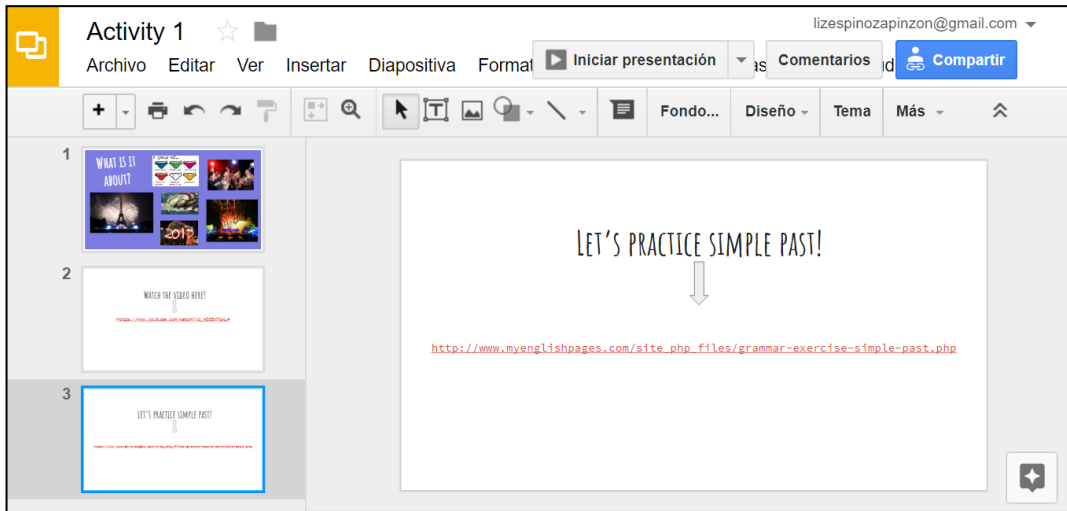 Activity 1
lizespinozapinzon@gmail.com
Archivo Editar Ver Insertar Diapositiva Format
Iniciar presentación
as
Comentarios
d
Compartir
Fondo... Diseño Tema Más
1
WHAT IS IT
ABOUT?
2015
2
WATCH THE VIDEO HERE!
3
LET'S PRACTICE SIMPLE PAST!
LET'S PRACTICE SIMPLE PAST!
http://www.myenglishpages.com/site_php_files/grammar-exercise-simple-past.php